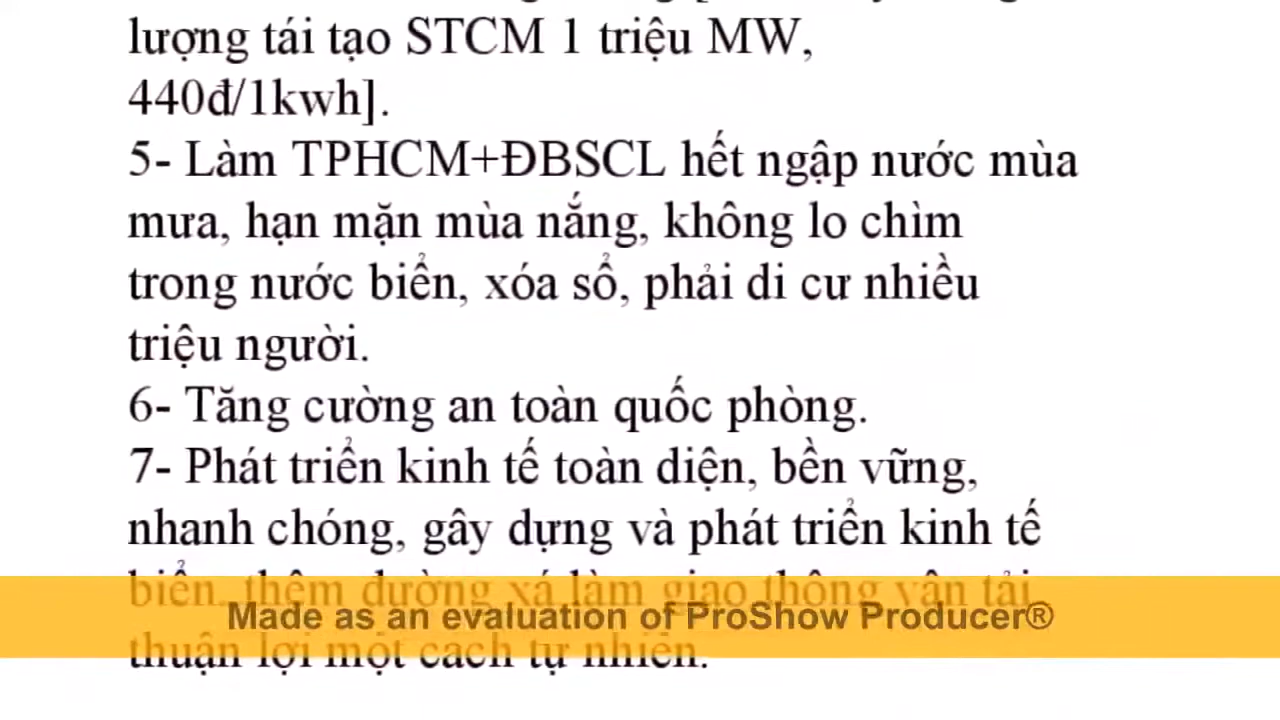 lượng tái tạo STCM 1 triệu MW,
440đ/1kwh].
5- Làm TPHCM+ĐBSCL hết ngập nước mùa
mưa, hạn mặn mùa nắng, không lo chìm
trong nước biển, xóa sổ, phải di cư nhiều
triệu người.
6- Tăng cường an toàn quốc phòng.
7- Phát triển kinh tế toàn diện, bền vững,
nhanh chóng, gây dựng và phát triển kinh tế
biển, thêm đường xá làm giao thông vận tải
Made as an evaluation of ProShow Producer®
thuận lợi một cách tự nhiên.